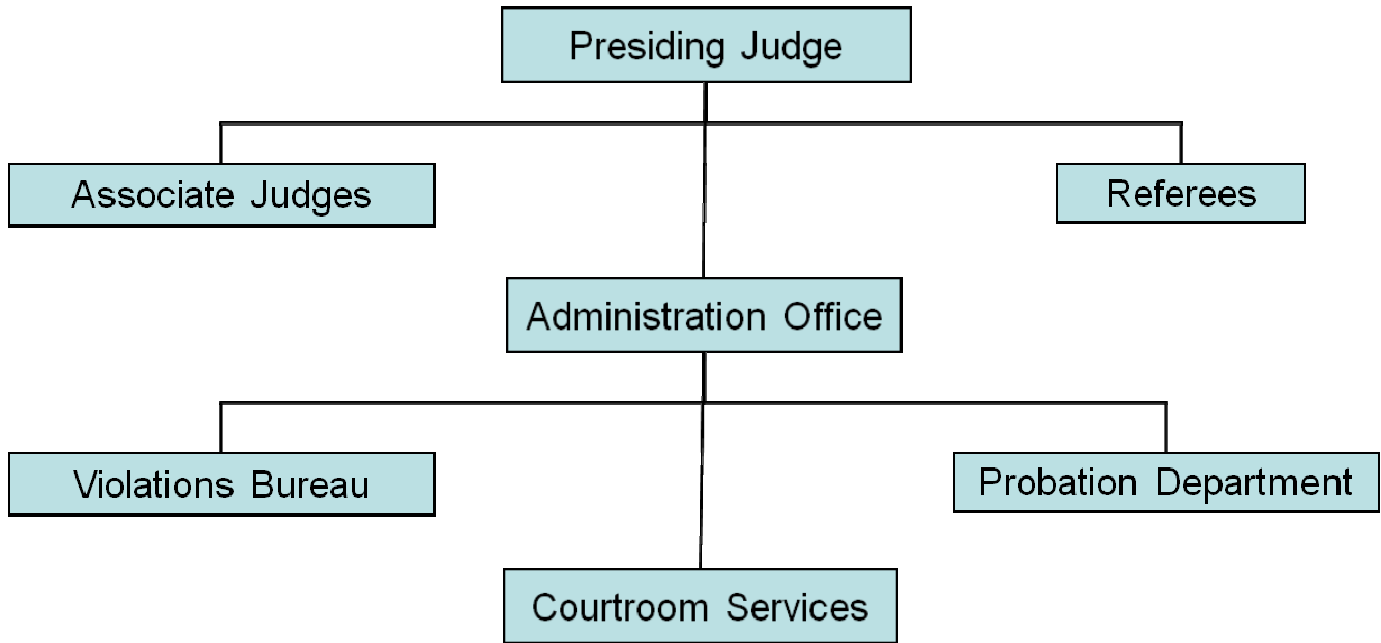 Presiding Judge
Associate Judges
Referees
Administration Office
Violations Bureau
Probation Department
Courtroom Services